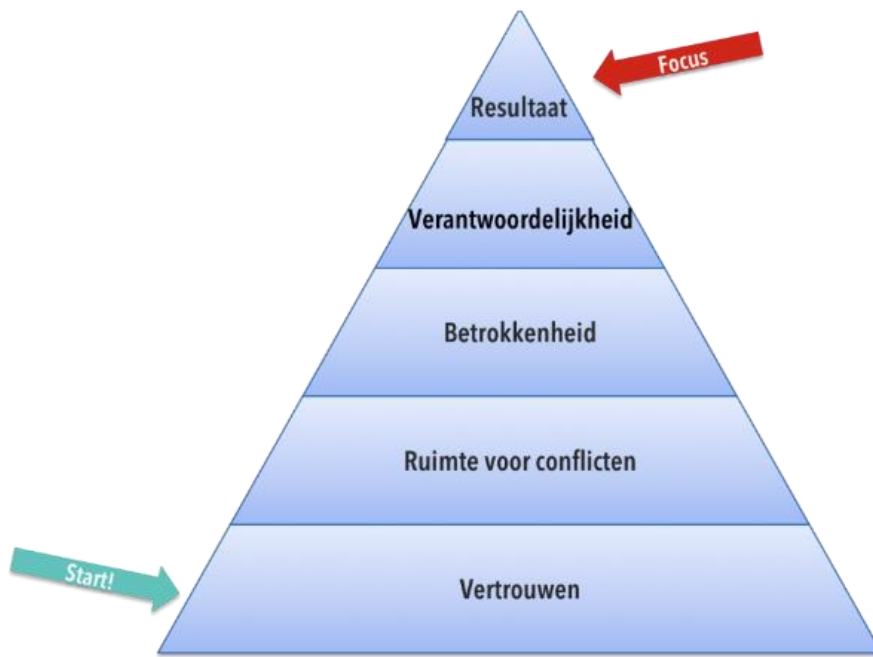 Focus
Resultaat
Verantwoordelijkheid
Betrokkenheid
Ruimte voor conflicten
Start!
Vertrouwen